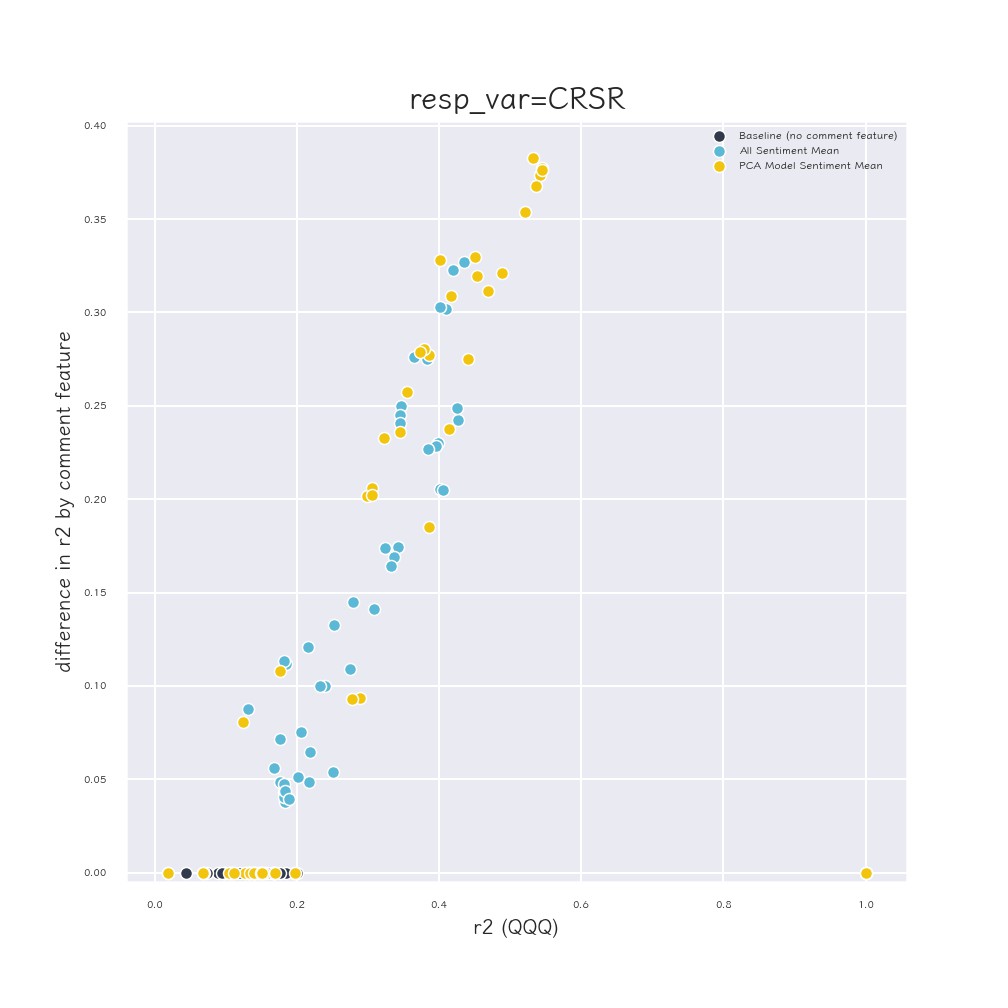 resp_var=CRSR
0.40
0.35
0.30
0.25
0.20
0.15
0.10
0.05
0.00
difference in r2 by comment feature
Baseline (no comment feature)
All Sentiment Mean
PCA Model Sentiment Mean
0.0
0.2
0.4
0.6
0.8
1.0
r2 (QQQ)